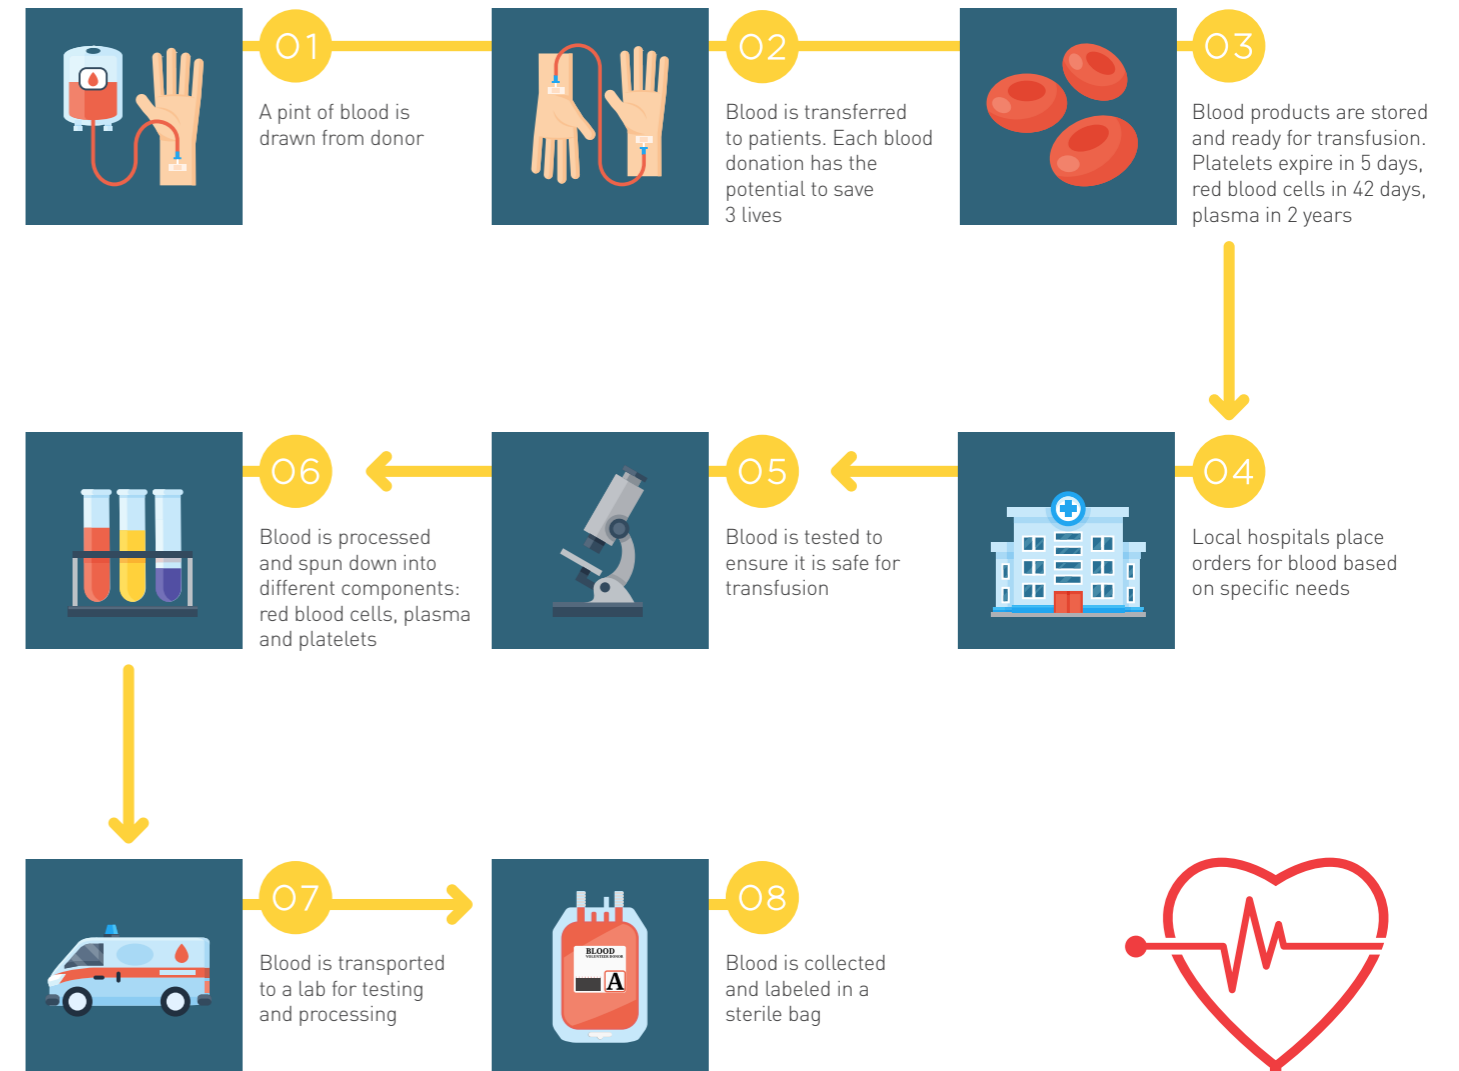 01
A pint of blood is
drawn from donor
02
Blood is transferred
to patients. Each blood
donation has the
potential to save
3 lives
03
Blood products are stored
and ready for transfusion.
Platelets expire in 5 days,
red blood cells in 42 days,
plasma in 2 years
04
Local hospitals place
orders for blood based
on specific needs
05
Blood is tested to
ensure it is safe for
transfusion
06
Blood is processed
and spun down into
different components:
red blood cells, plasma
and platelets
07
Blood is transported
to a lab for testing
and processing
BLOOD
VOLUNTEER DONOR
A
08
Blood is collected
and labeled in a
sterile bag